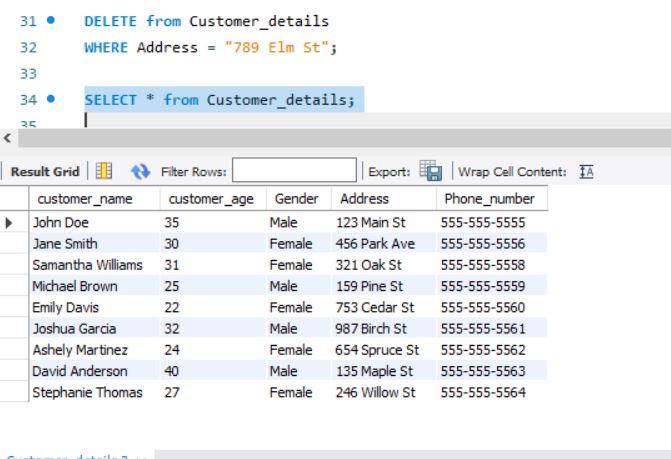 31 DELETE from Customer_details
32 WHERE Address = "789 Elm St";
33
34 SELECT * from Customer_details;
35
Result Grid Filter Rows: Export: Wrap Cell Content: IA
customer_name customer_age Gender Address Phone_number
John Doe 35 Male 123 Main St 555-555-5555
Jane Smith 30 Female 456 Park Ave 555-555-5556
Samantha Williams 31 Female 321 Oak St 555-555-5558
Michael Brown 25 Male 159 Pine St 555-555-5559
Emily Davis 22 Female 753 Cedar St 555-555-5560
Joshua Garcia 32 Male 987 Birch St 555-555-5561
Ashely Martinez 24 Female 654 Spruce St 555-555-5562
David Anderson 40 Male 135 Maple St 555-555-5563
Stephanie Thomas 27 Female 246 Willow St 555-555-5564